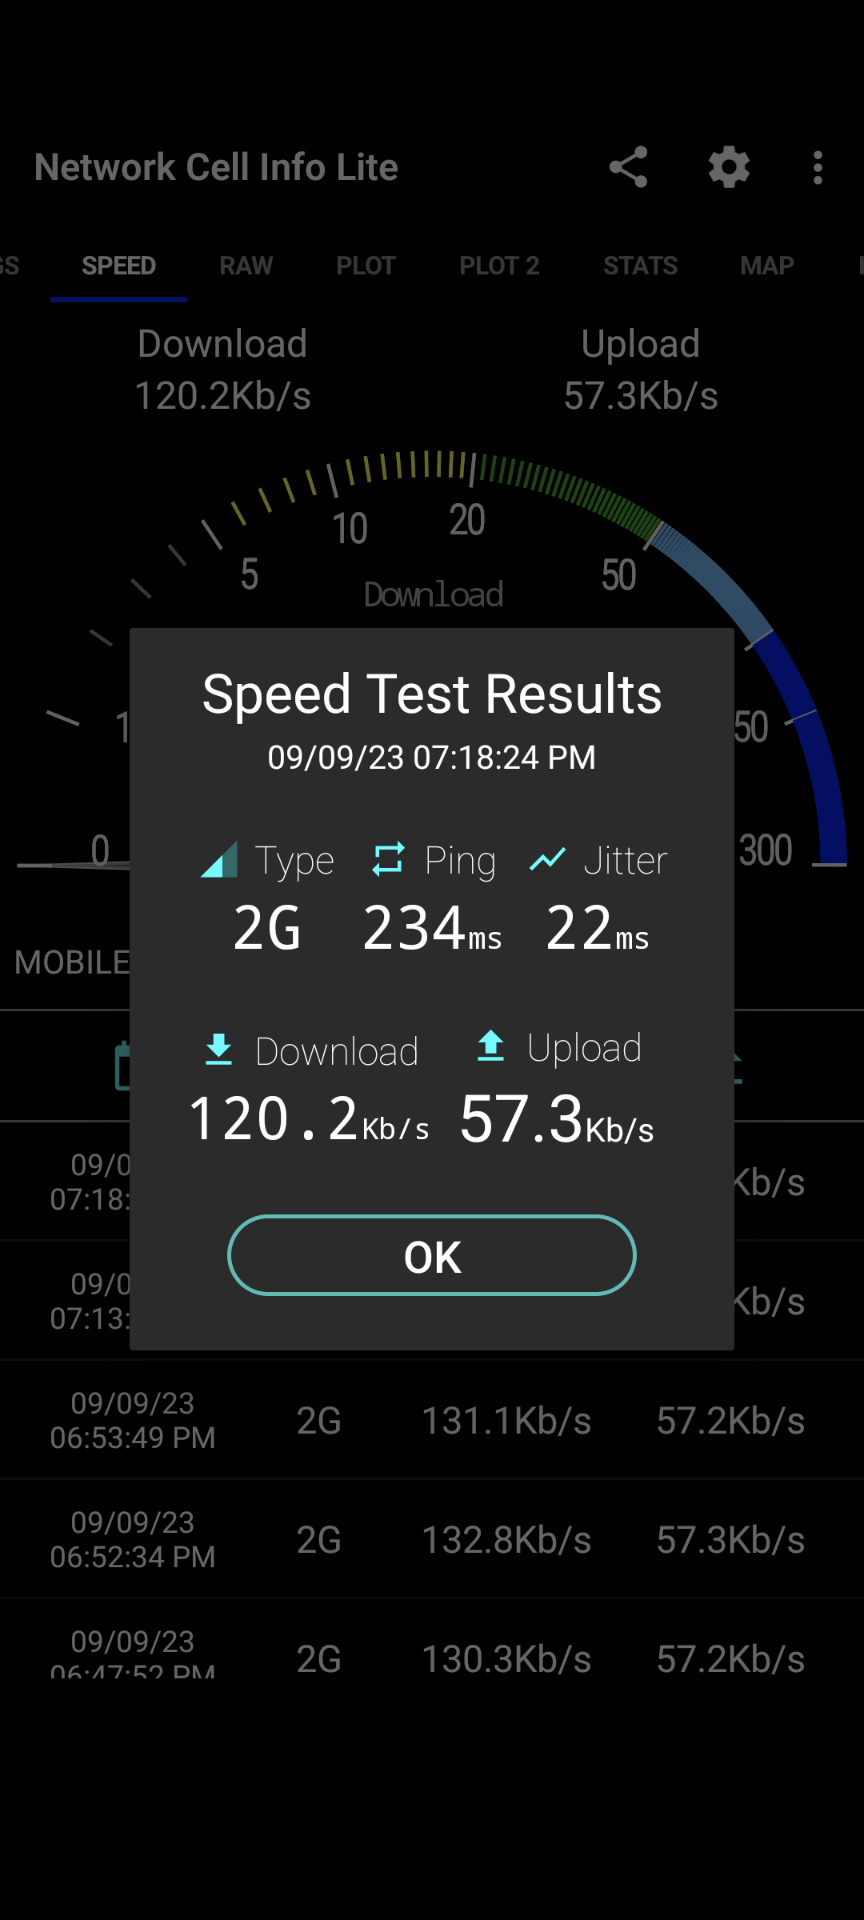 Network Cell Info Lite
GS SPEED RAW PLOT PLOT 2 STATS MAP
Download Upload
120.2Kb/s 57.3Kb/s
0 1 5 10 20 50 50 300
Download
Speed Test Results
09/09/23 07:18:24 PM
Type Ping Jitter
2G 234ms 22ms
MOBILE
Download Upload
120.2Kb/s 57.3Kb/s
09/0
07:18: Kb/s
OK
09/0
07:13: Kb/s
09/09/23
06:53:49 PM 2G 131.1Kb/s 57.2Kb/s
09/09/23
06:52:34 PM 2G 132.8Kb/s 57.3Kb/s
09/09/23
06:47:52 PM 2G 130.3Kb/s 57.2Kb/s